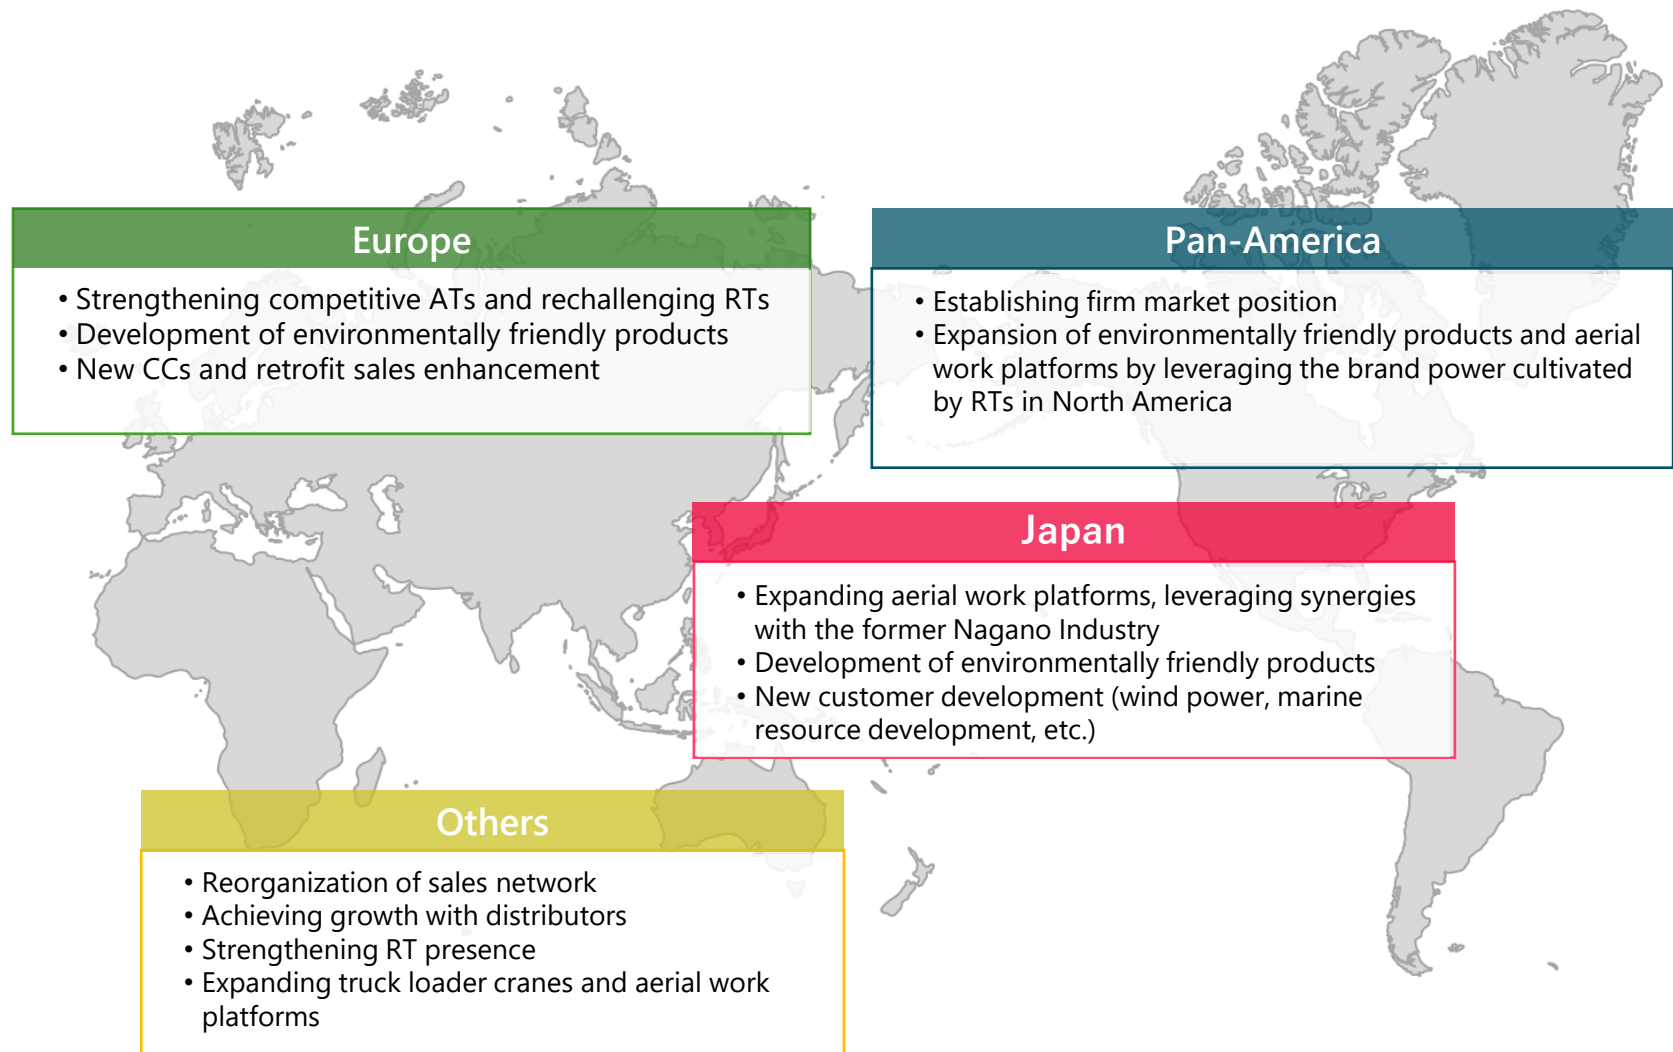 Europe
• Strengthening competitive ATs and rechallenging RTs
• Development of environmentally friendly products
• New CCs and retrofit sales enhancement
Pan-America
• Establishing firm market position
• Expansion of environmentally friendly products and aerial
work platforms by leveraging the brand power cultivated
by RTs in North America
Japan
• Expanding aerial work platforms, leveraging synergies
with the former Nagano Industry
• Development of environmentally friendly products
• New customer development (wind power, marine
resource development, etc.)
Others
• Reorganization of sales network
• Achieving growth with distributors
• Strengthening RT presence
• Expanding truck loader cranes and aerial work
platforms